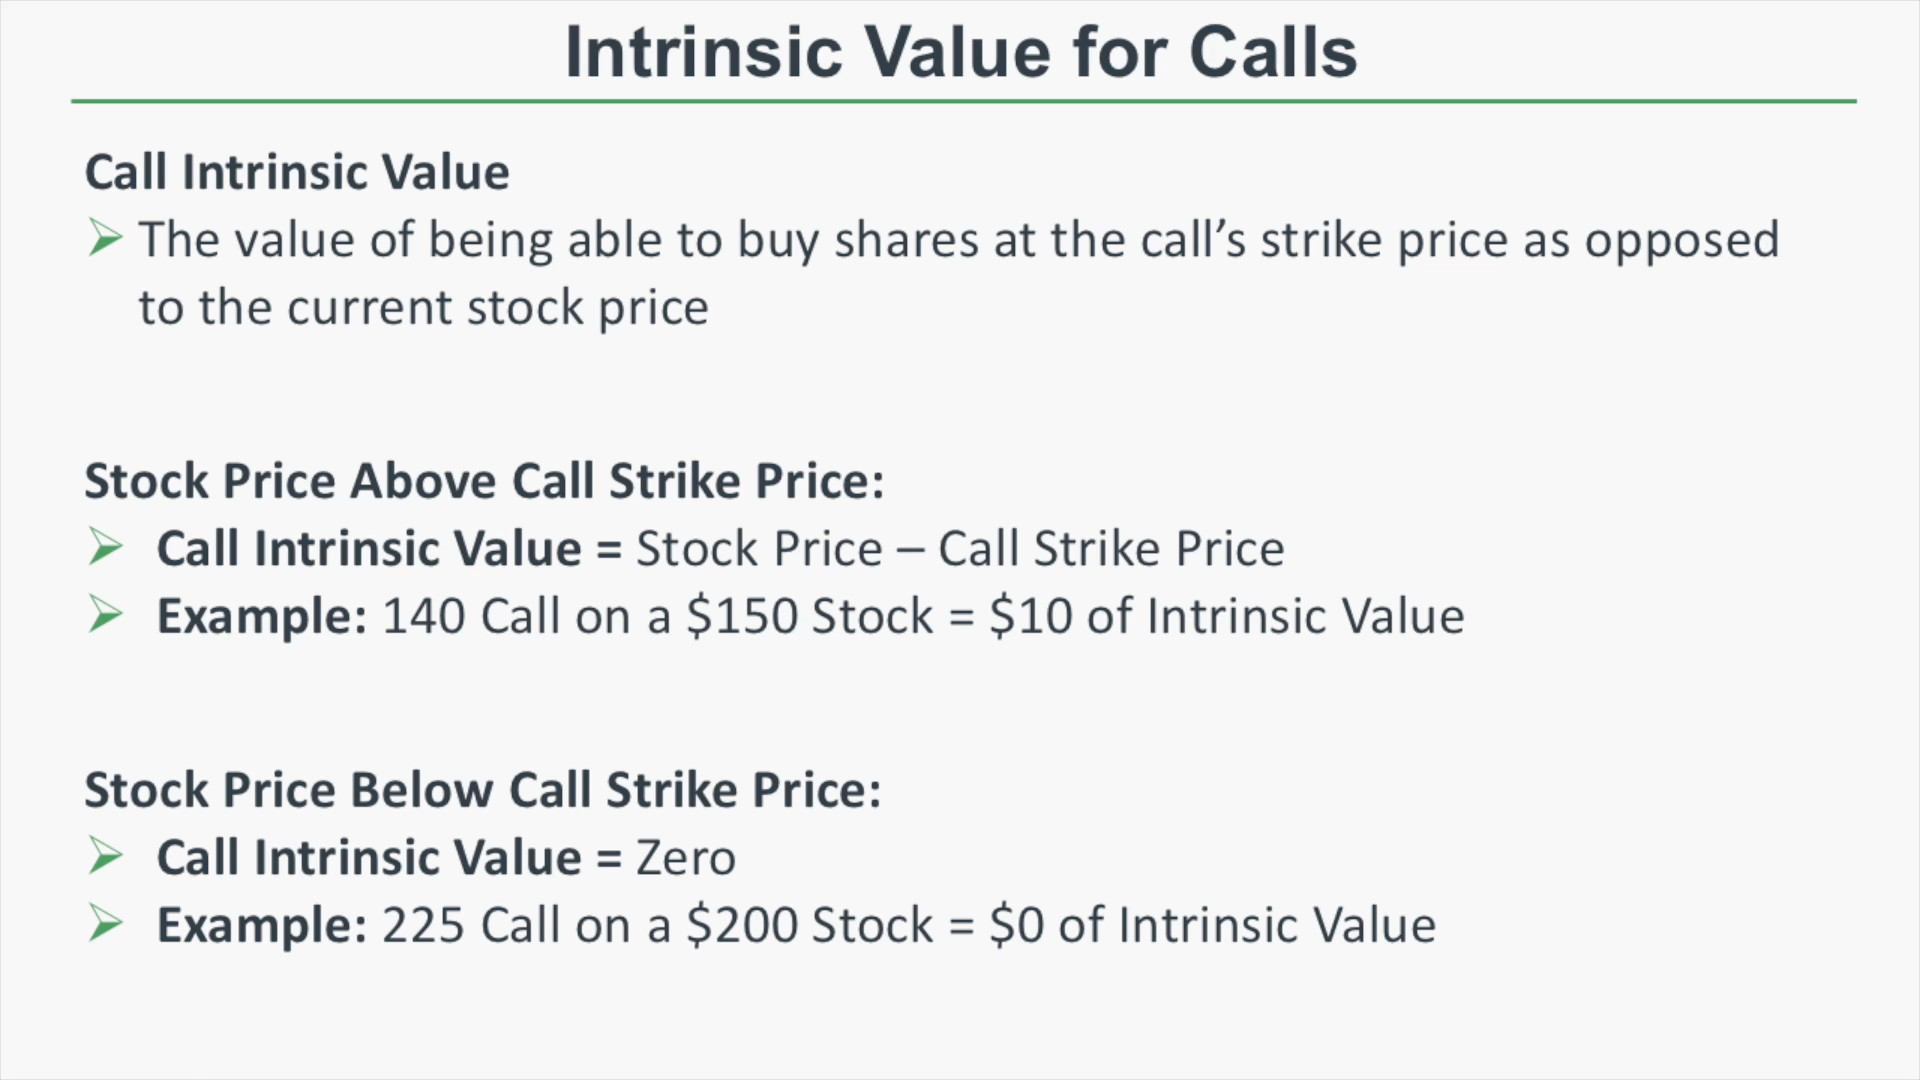 Intrinsic Value for Calls
Call Intrinsic Value
The value of being able to buy shares at the call’s strike price as opposed
to the current stock price
Stock Price Above Call Strike Price:
Call Intrinsic Value = Stock Price – Call Strike Price
Example: 140 Call on a $150 Stock = $10 of Intrinsic Value
Stock Price Below Call Strike Price:
Call Intrinsic Value = Zero
Example: 225 Call on a $200 Stock = $0 of Intrinsic Value